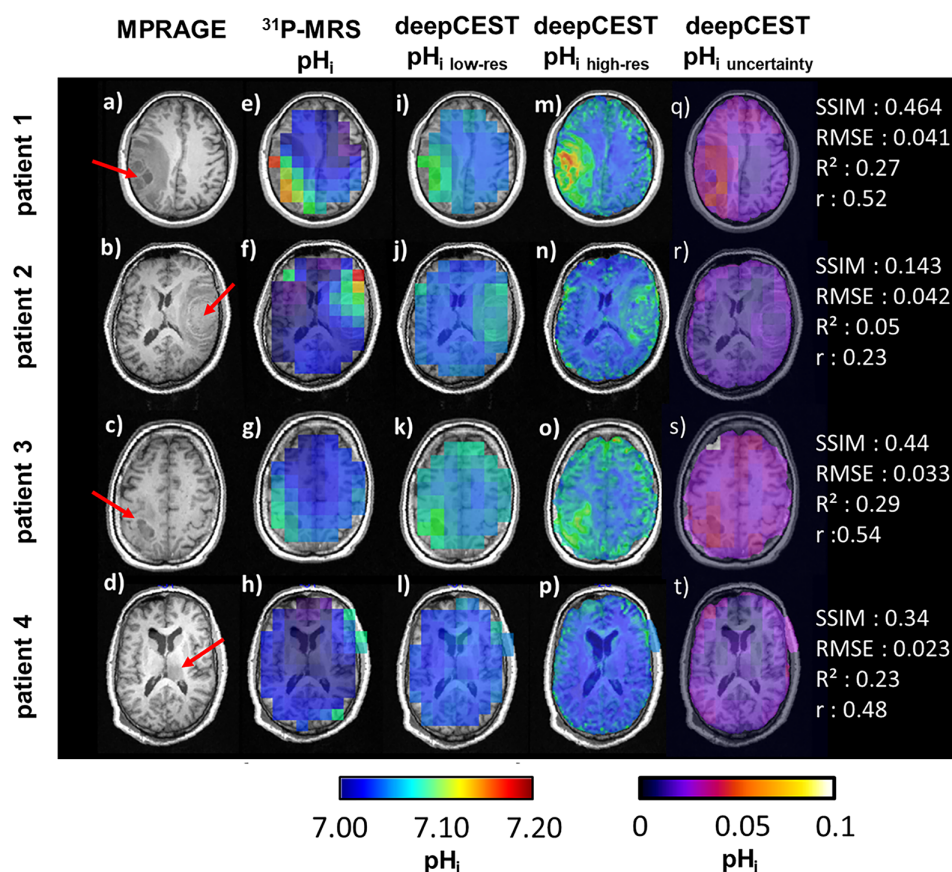 MPRAGE
³¹P-MRS
pHᵢ
deepCEST
pHᵢ low-res
deepCEST
pHᵢ high-res
deepCEST
pHᵢ uncertainty
patient 1
a)
e)
i)
m)
q)
SSIM : 0.464
RMSE : 0.041
R² : 0.27
r : 0.52
patient 2
b)
f)
j)
n)
r)
SSIM : 0.143
RMSE : 0.042
R² : 0.05
r : 0.23
patient 3
c)
g)
k)
o)
s)
SSIM : 0.44
RMSE : 0.033
R² : 0.29
r :0.54
patient 4
d)
h)
l)
p)
t)
SSIM : 0.34
RMSE : 0.023
R² : 0.23
r : 0.48
7.00 7.10 7.20
pHᵢ
0 0.05 0.1
pHᵢ